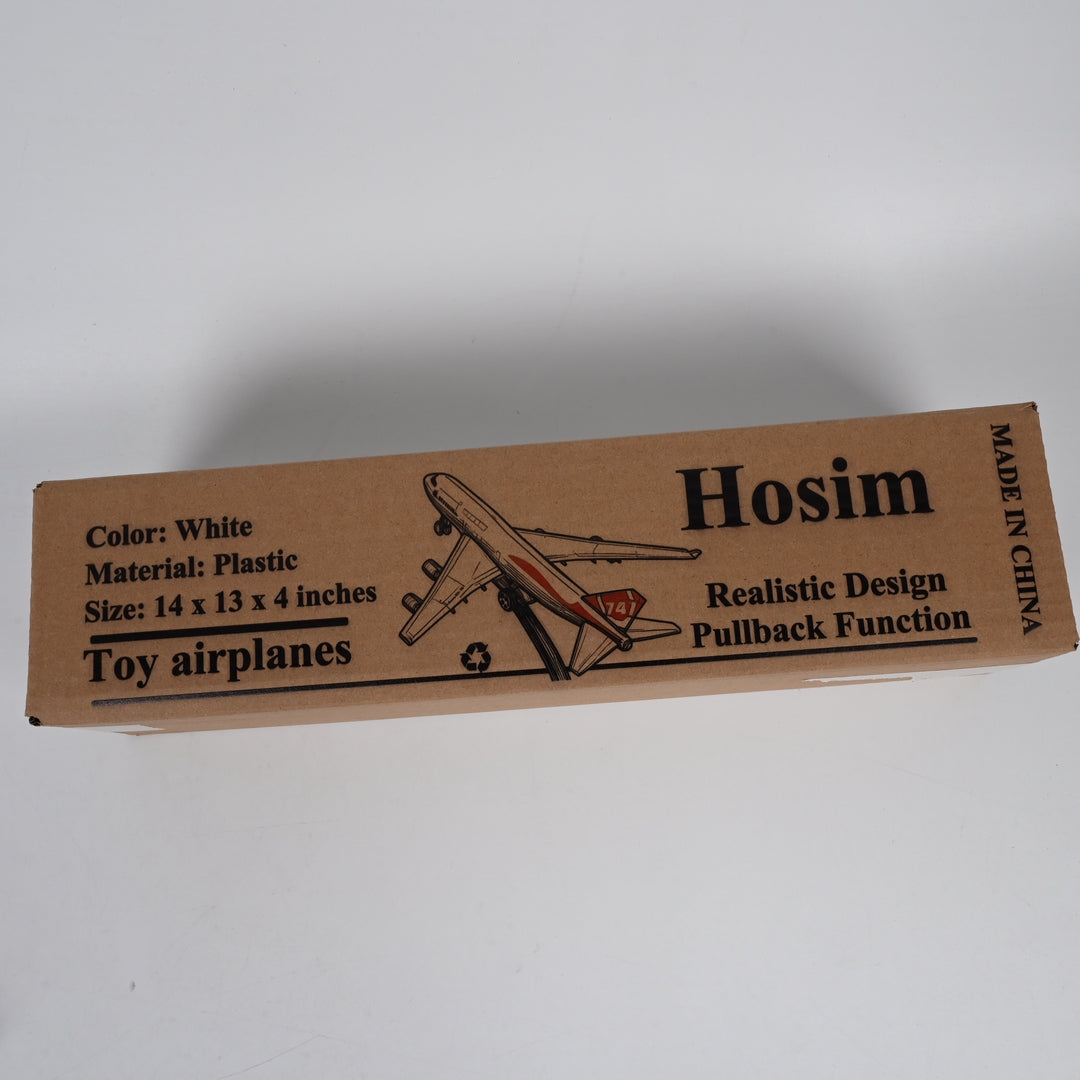 Color: White
Material: Plastic
Size: 14 x 13 x 4 inches
Toy airplanes
747
Hosim
Realistic Design
Pullback Function
MADE IN CHINA